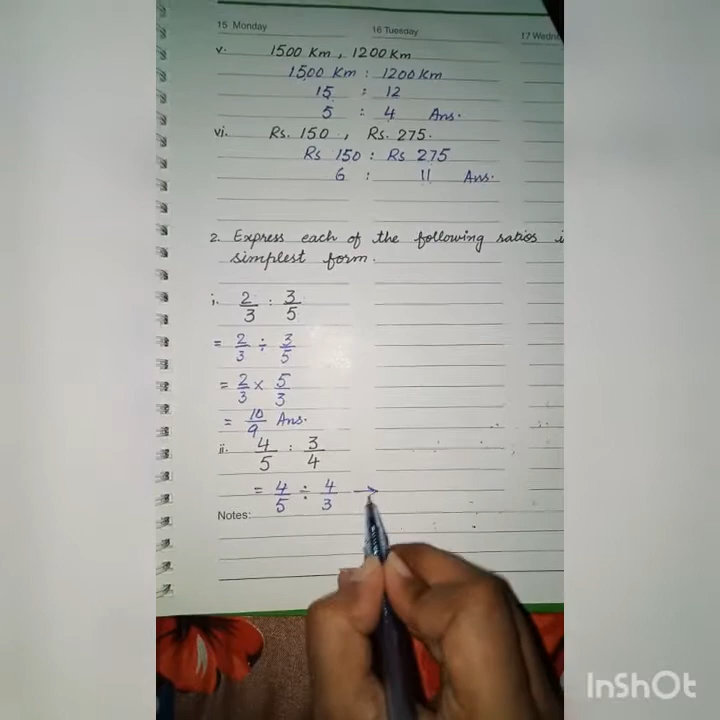 15 Monday
16 Tuesday
17 Wedn
v. 1500 Km, 1200 Km
1500 Km : 1200 Km
15 : 12
5 : 4 Ans.
vi. Rs. 150, Rs. 275.
Rs 150 : Rs 275
6 : 11 Ans.
2. Express each of the following ratios i
simplest form.
i. 2/3 : 3/5
= 2/3 ÷ 3/5
= 2/3 × 5/3
= 10/9 Ans.
ii. 4/5 : 3/4
= 4/5 ÷ 4/3 →
Notes:
InShOt